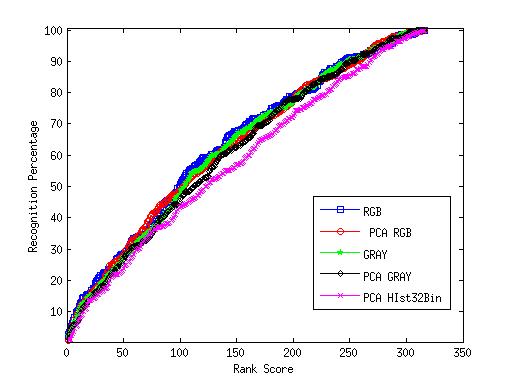 100
90
80
70
60
50
40
30
20
10
Recognition Percentage
0 50 100 150 200 250 300 350
Rank Score
RGB
PCA RGB
GRAY
PCA GRAY
PCA HIst32Bin